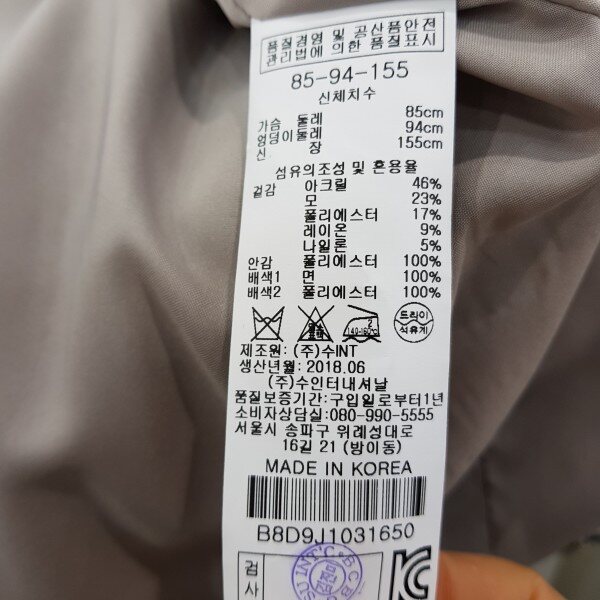 품질경영 및 공산품안전
관리법에 의한 품질표시
85-94-155
신체치수
가슴 둘레 85cm
엉덩이둘레 94cm
신 장 155cm
섬유의조성 및 혼용율
겉감 아크릴 46%
모 23%
폴리에스터 17%
레이온 9%
나일론 5%
안감 폴리에스터 100%
배색1 면 100%
배색2 폴리에스터 100%
140-160℃ 2 드라이
석유계
제조원: (주)수INT
생산년월: 2018.06
(주)수인터내셔날
품질보증기간: 구입일로부터1년
소비자상담실: 080-990-5555
서울시 송파구 위례성대로
16길 21 (방이동)
MADE IN KOREA
B8D9J1031650
검
사